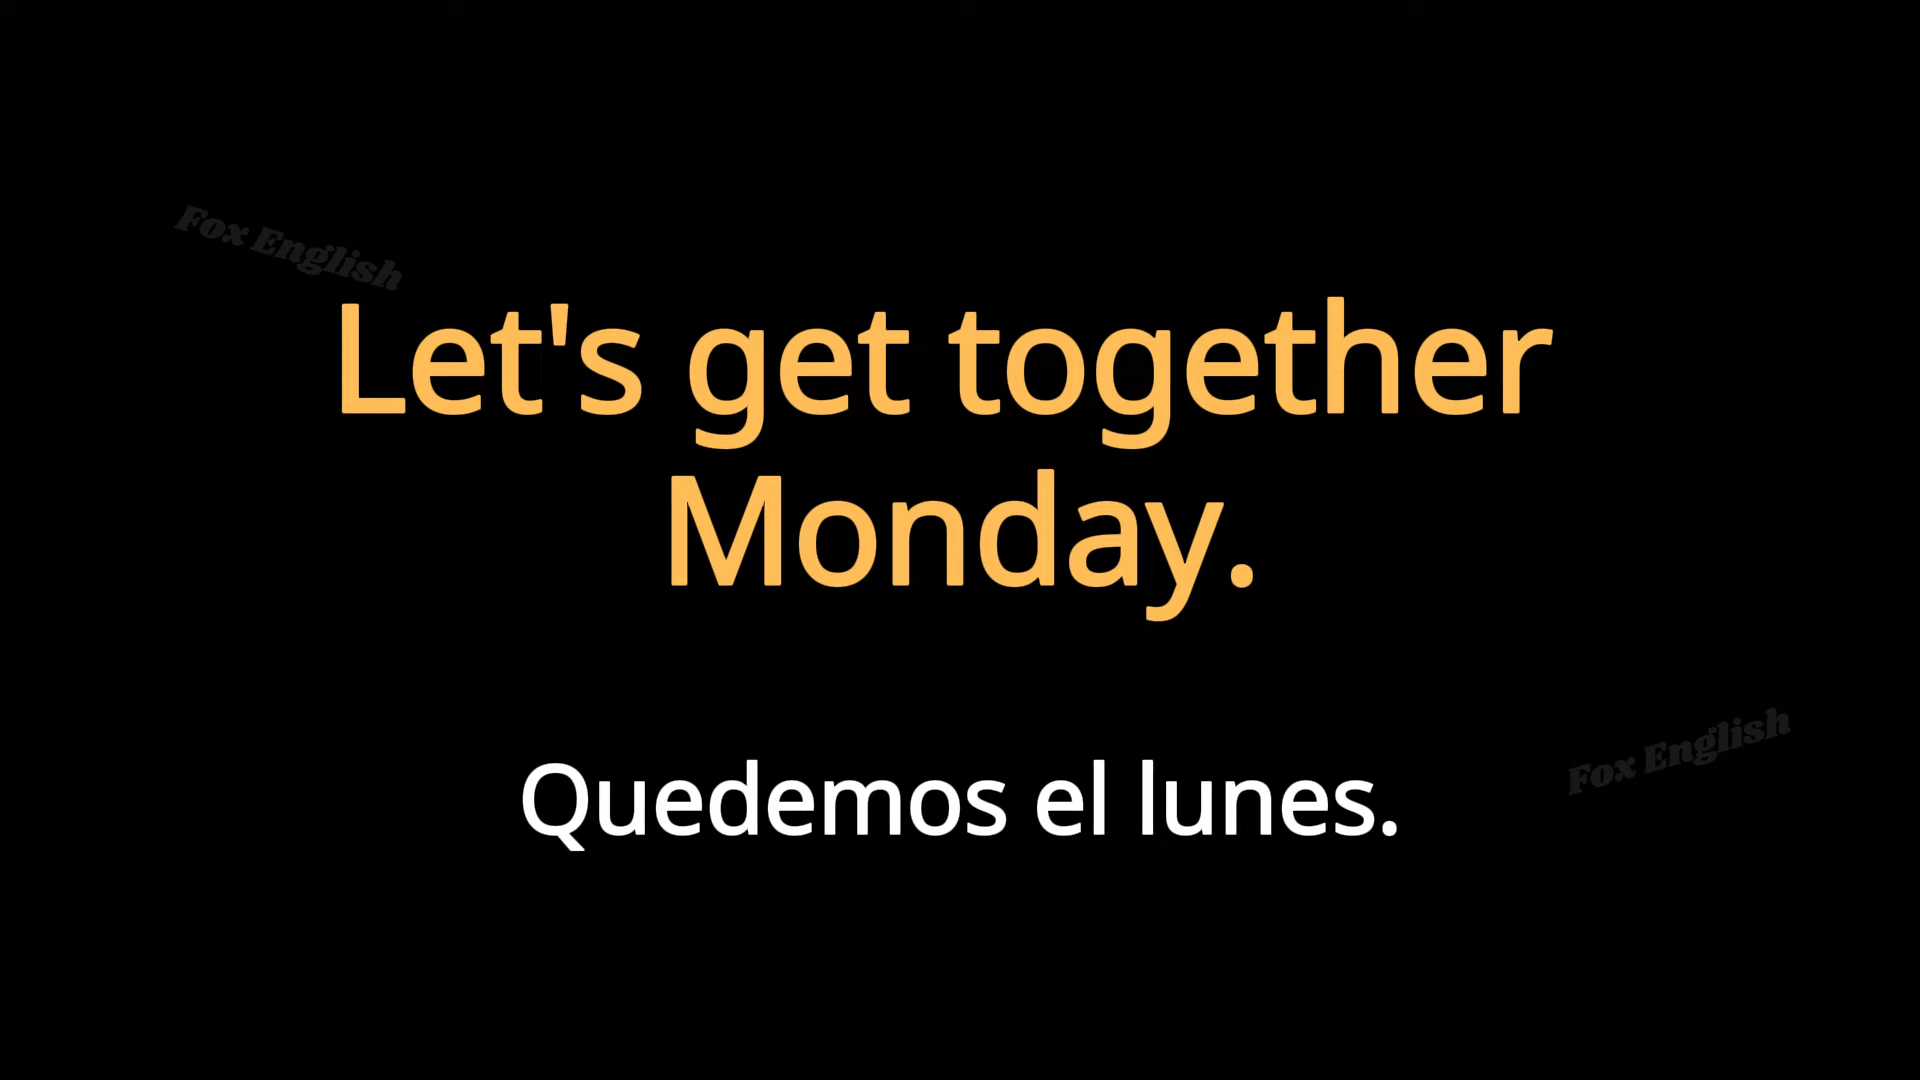 Fox English
Let's get together
Monday.
Fox English
Quedemos el lunes.